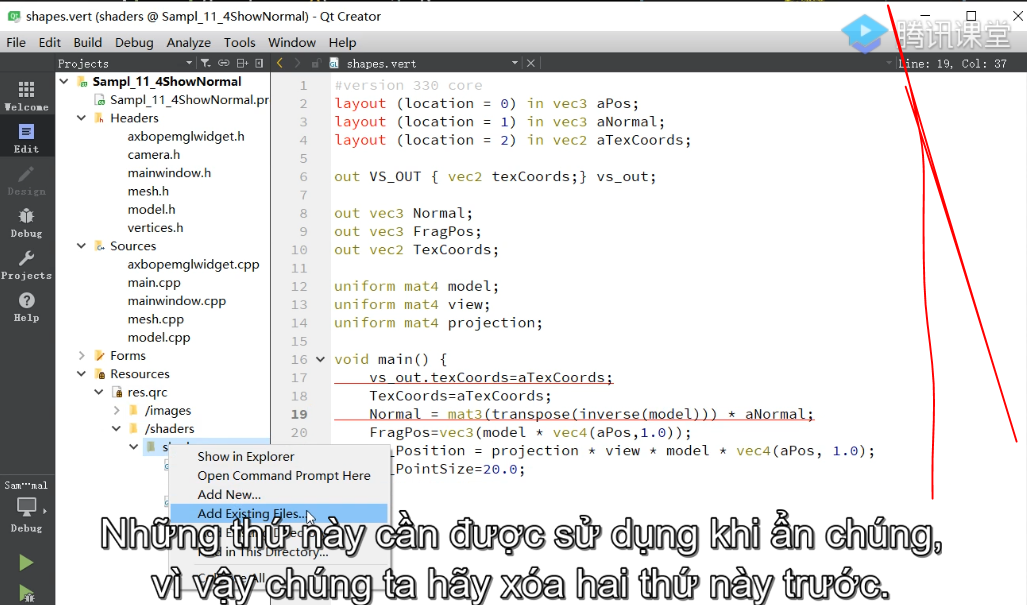 shapes.vert (shaders @ Sampl_11_4ShowNormal) - Qt Creator
腾讯课堂
File Edit Build Debug Analyze Tools Window Help
Projects
shapes.vert
Line: 19, Col: 37
Welcome
Edit
Design
Debug
Projects
Help
Sam···mal
Debug
Sampl_11_4ShowNormal
Sampl_11_4ShowNormal.pr
Headers
axbopemglwidget.h
camera.h
mainwindow.h
mesh.h
model.h
vertices.h
Sources
axbopemglwidget.cpp
main.cpp
mainwindow.cpp
mesh.cpp
model.cpp
Forms
Resources
res.qrc
/images
/shaders
1 #version 330 core
2 layout (location = 0) in vec3 aPos;
3 layout (location = 1) in vec3 aNormal;
4 layout (location = 2) in vec2 aTexCoords;
5
6 out VS_OUT { vec2 texCoords;} vs_out;
7
8 out vec3 Normal;
9 out vec3 FragPos;
10 out vec2 TexCoords;
11
12 uniform mat4 model;
13 uniform mat4 view;
14 uniform mat4 projection;
15
16 void main() {
17 vs_out.texCoords=aTexCoords;
18 TexCoords=aTexCoords;
19 Normal = mat3(transpose(inverse(model))) * aNormal;
20 FragPos=vec3(model * vec4(aPos,1.0));
_Position = projection * view * model * vec4(aPos, 1.0);
_PointSize=20.0;
Show in Explorer
Open Command Prompt Here
Add New...
Add Existing Files...
in This Directory...
Những thứ này cần được sử dụng khi ẩn chúng,
vì vậy chúng ta hãy xóa hai thứ này trước.